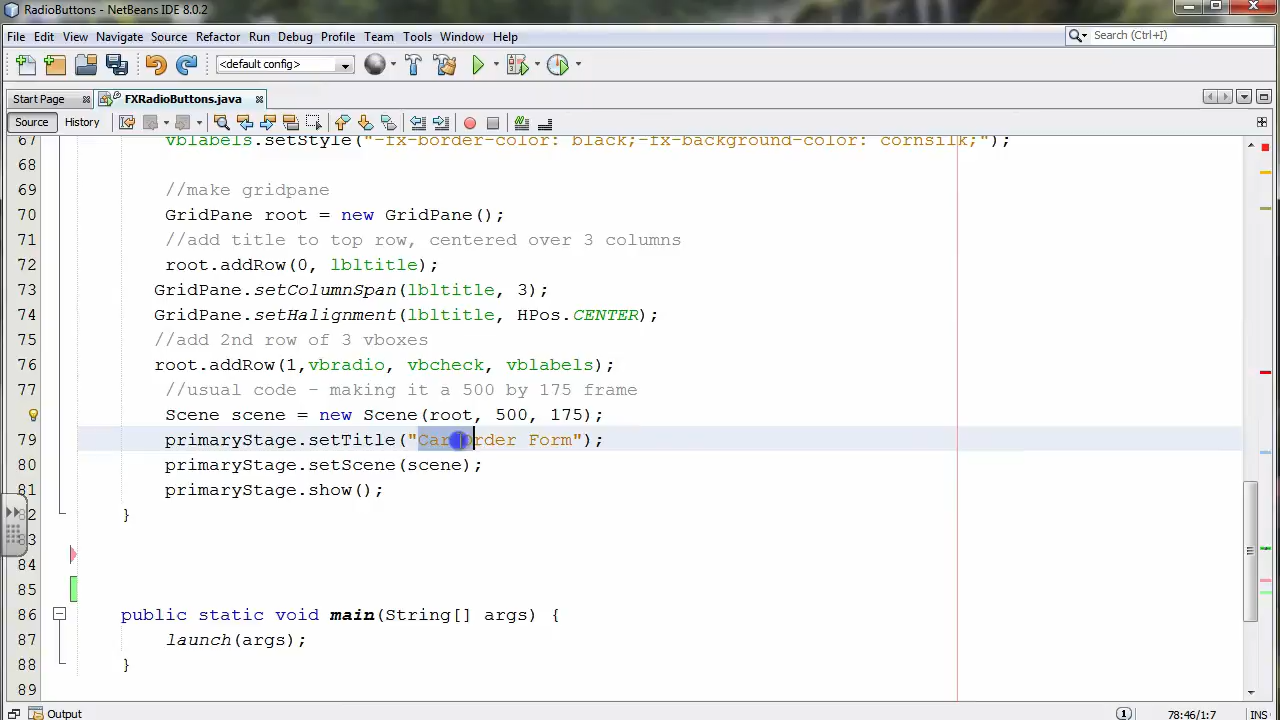 RadioButtons - NetBeans IDE 8.0.2
File Edit View Navigate Source Refactor Run Debug Profile Team Tools Window Help
Search (Ctrl+I)
<default config>
Start Page FXRadioButtons.java
Source History
67 vblabels.setStyle("-fx-border-color: black;-fx-background-color: cornsilk;");
68
69 //make gridpane
70 GridPane root = new GridPane();
71 //add title to top row, centered over 3 columns
72 root.addRow(0, lbltitle);
73 GridPane.setColumnSpan(lbltitle, 3);
74 GridPane.setHalignment(lbltitle, HPos.CENTER);
75 //add 2nd row of 3 vboxes
76 root.addRow(1,vbradio, vbcheck, vblabels);
77 //usual code - making it a 500 by 175 frame
Scene scene = new Scene(root, 500, 175);
79 primaryStage.setTitle("Car Order Form");
80 primaryStage.setScene(scene);
81 primaryStage.show();
2 }
3
84
85
86 public static void main(String[] args) {
87 launch(args);
88 }
89
Output 1 78:46/1:7 INS